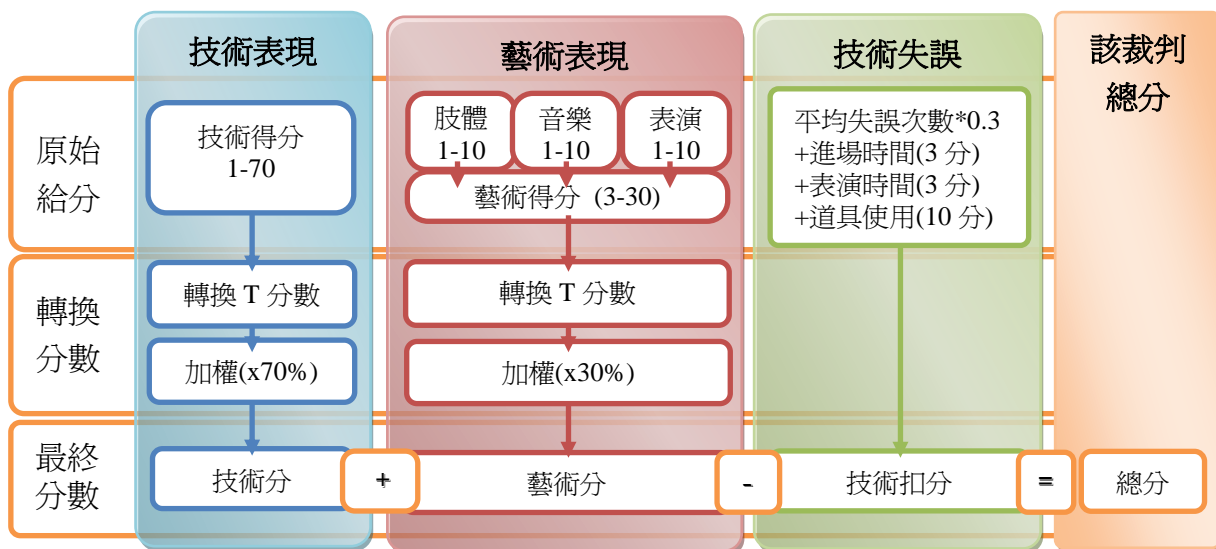 技術表現
藝術表現
技術失誤
該裁判
總分
原始
給分
技術得分
1-70
肢體
1-10
音樂
1-10
表演
1-10
藝術得分 (3-30)
平均失誤次數*0.3
+進場時間(3 分)
+表演時間(3 分)
+道具使用(10 分)
轉換
分數
轉換 T 分數
轉換 T 分數
加權(x70%)
加權(x30%)
最終
分數
技術分
+
藝術分
-
技術扣分
=
總分